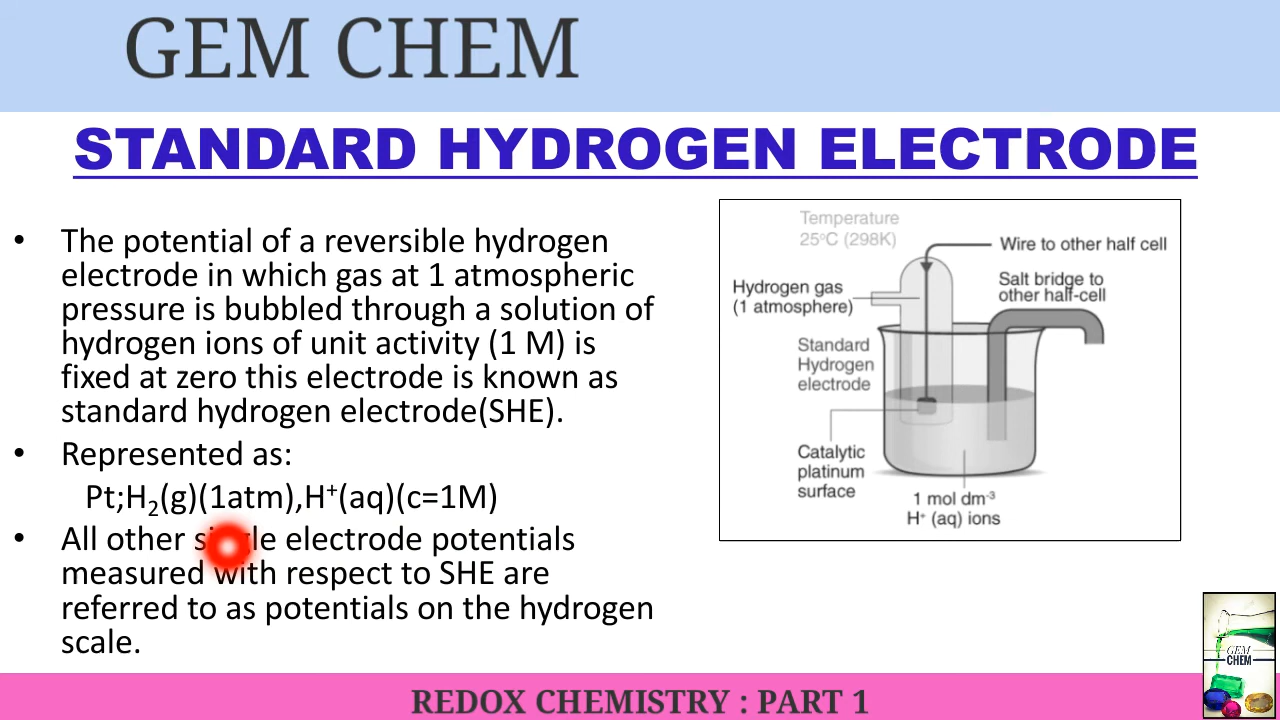 GEM CHEM
STANDARD HYDROGEN ELECTRODE
• The potential of a reversible hydrogen
electrode in which gas at 1 atmospheric
pressure is bubbled through a solution of
hydrogen ions of unit activity (1 M) is
fixed at zero this electrode is known as
standard hydrogen electrode(SHE).
• Represented as:
Pt;H₂(g)(1atm),H⁺(aq)(c=1M)
• All other single electrode potentials
measured with respect to SHE are
referred to as potentials on the hydrogen
scale.
Temperature
25°C (298K)
Wire to other half cell
Hydrogen gas
(1 atmosphere)
Salt bridge to
other half-cell
Standard
Hydrogen
electrode
Catalytic
platinum
surface
1 mol dm⁻³
H⁺ (aq) ions
GEM
CHEM
REDOX CHEMISTRY : PART 1